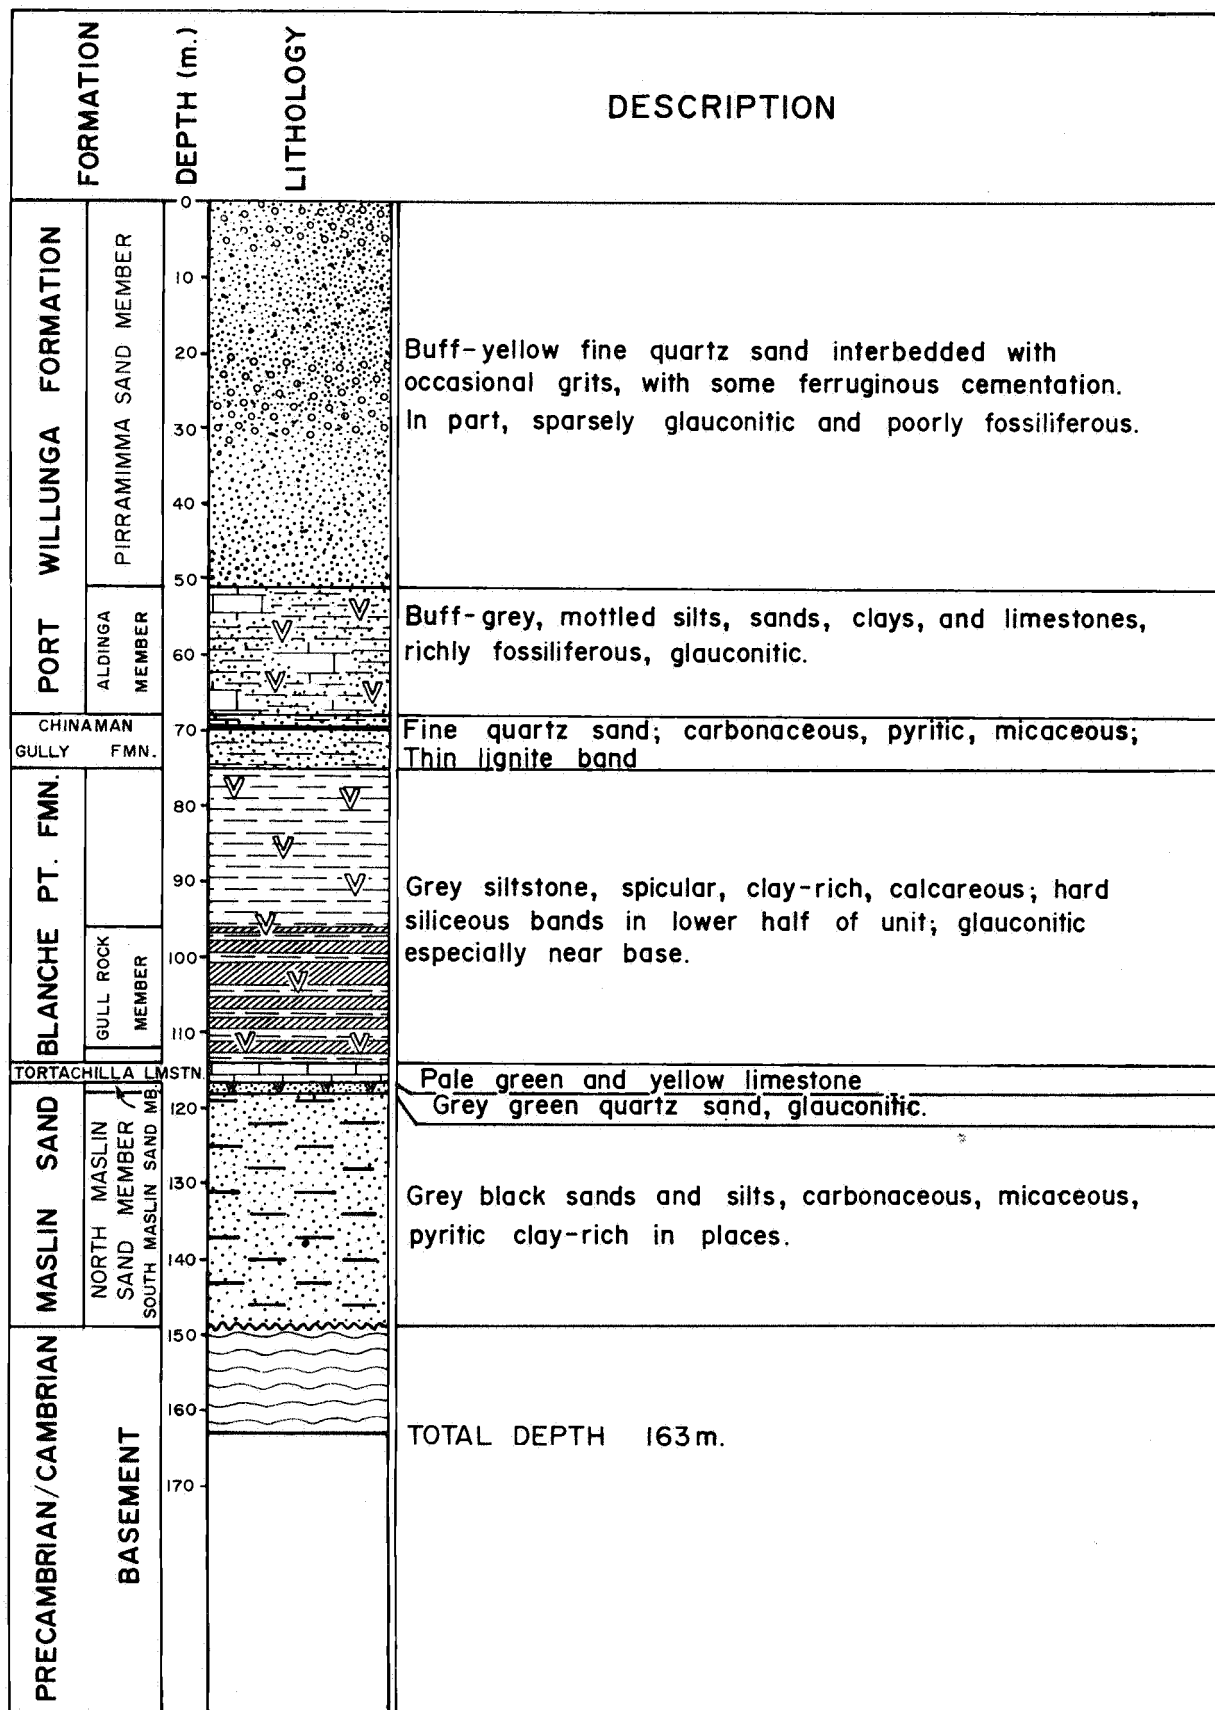 FORMATION
DEPTH (m.)
LITHOLOGY
DESCRIPTION
PORT WILLUNGA FORMATION
PIRRAMIMMA SAND MEMBER
ALDINGA
MEMBER
CHINAMAN
GULLY FMN.
BLANCHE PT. FMN.
GULL ROCK
MEMBER
TORTACHILLA LMSTN.
MASLIN SAND
NORTH MASLIN
SAND MEMBER
SOUTH MASLIN SAND MB.
PRECAMBRIAN/CAMBRIAN
BASEMENT
0
10
20
30
40
50
60
70
80
90
100
110
120
130
140
150
160
170
Buff-yellow fine quartz sand interbedded with
occasional grits, with some ferruginous cementation.
In part, sparsely glauconitic and poorly fossiliferous.
Buff-grey, mottled silts, sands, clays, and limestones,
richly fossiliferous, glauconitic.
Fine quartz sand; carbonaceous, pyritic, micaceous;
Thin lignite band
Grey siltstone, spicular, clay-rich, calcareous; hard
siliceous bands in lower half of unit; glauconitic
especially near base.
Pale green and yellow limestone
Grey green quartz sand, glauconitic.
Grey black sands and silts, carbonaceous, micaceous,
pyritic clay-rich in places.
TOTAL DEPTH 163m.